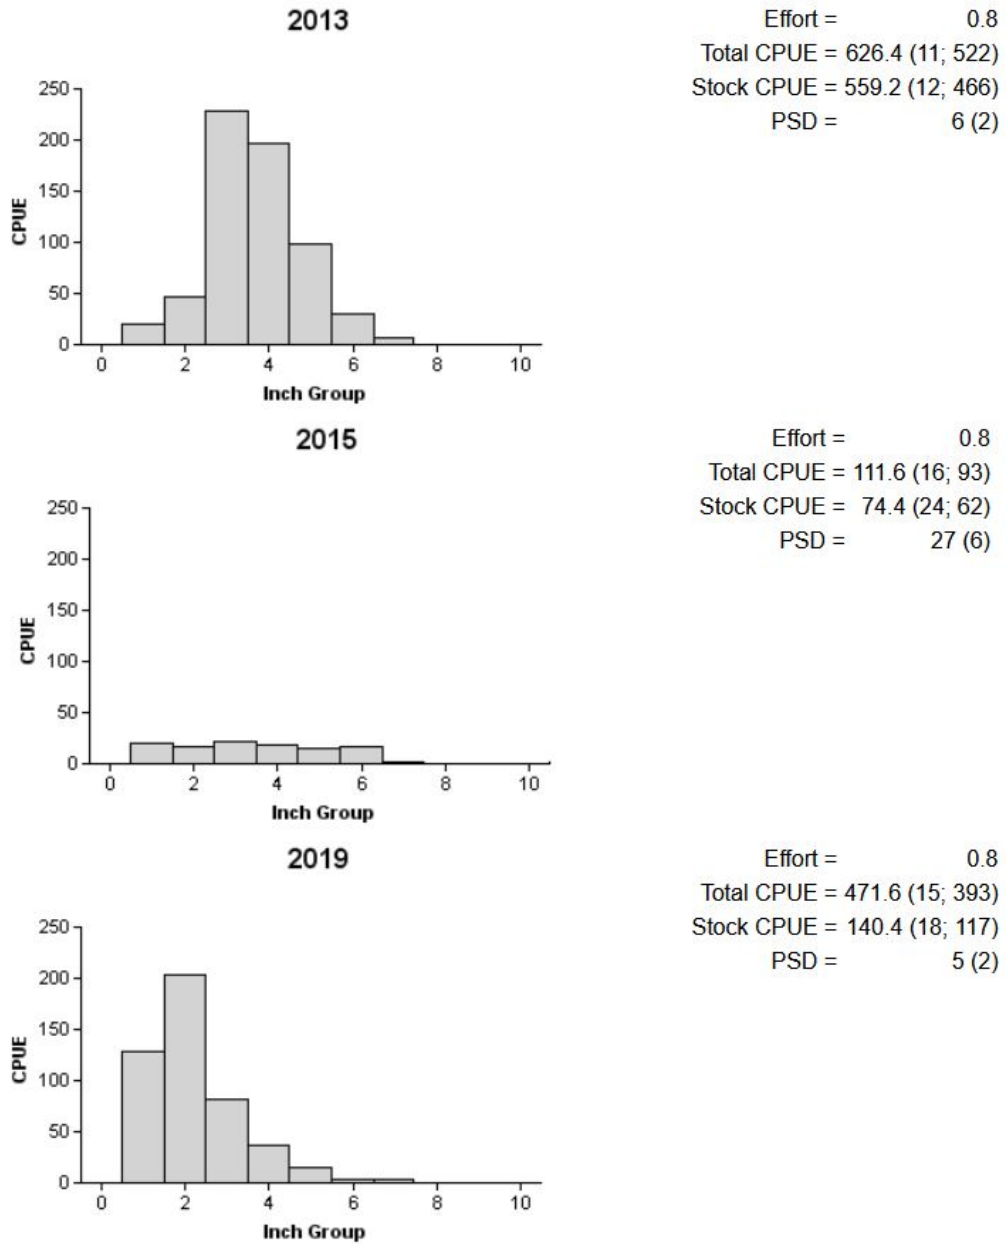 2013
Effort = 0.8
Total CPUE = 626.4 (11; 522)
Stock CPUE = 559.2 (12; 466)
PSD = 6 (2)
250
200
150
100
50
0
CPUE
0 2 4 6 8 10
Inch Group
2015
Effort = 0.8
Total CPUE = 111.6 (16; 93)
Stock CPUE = 74.4 (24; 62)
PSD = 27 (6)
250
200
150
100
50
0
CPUE
0 2 4 6 8 10
Inch Group
2019
Effort = 0.8
Total CPUE = 471.6 (15; 393)
Stock CPUE = 140.4 (18; 117)
PSD = 5 (2)
250
200
150
100
50
0
CPUE
0 2 4 6 8 10
Inch Group